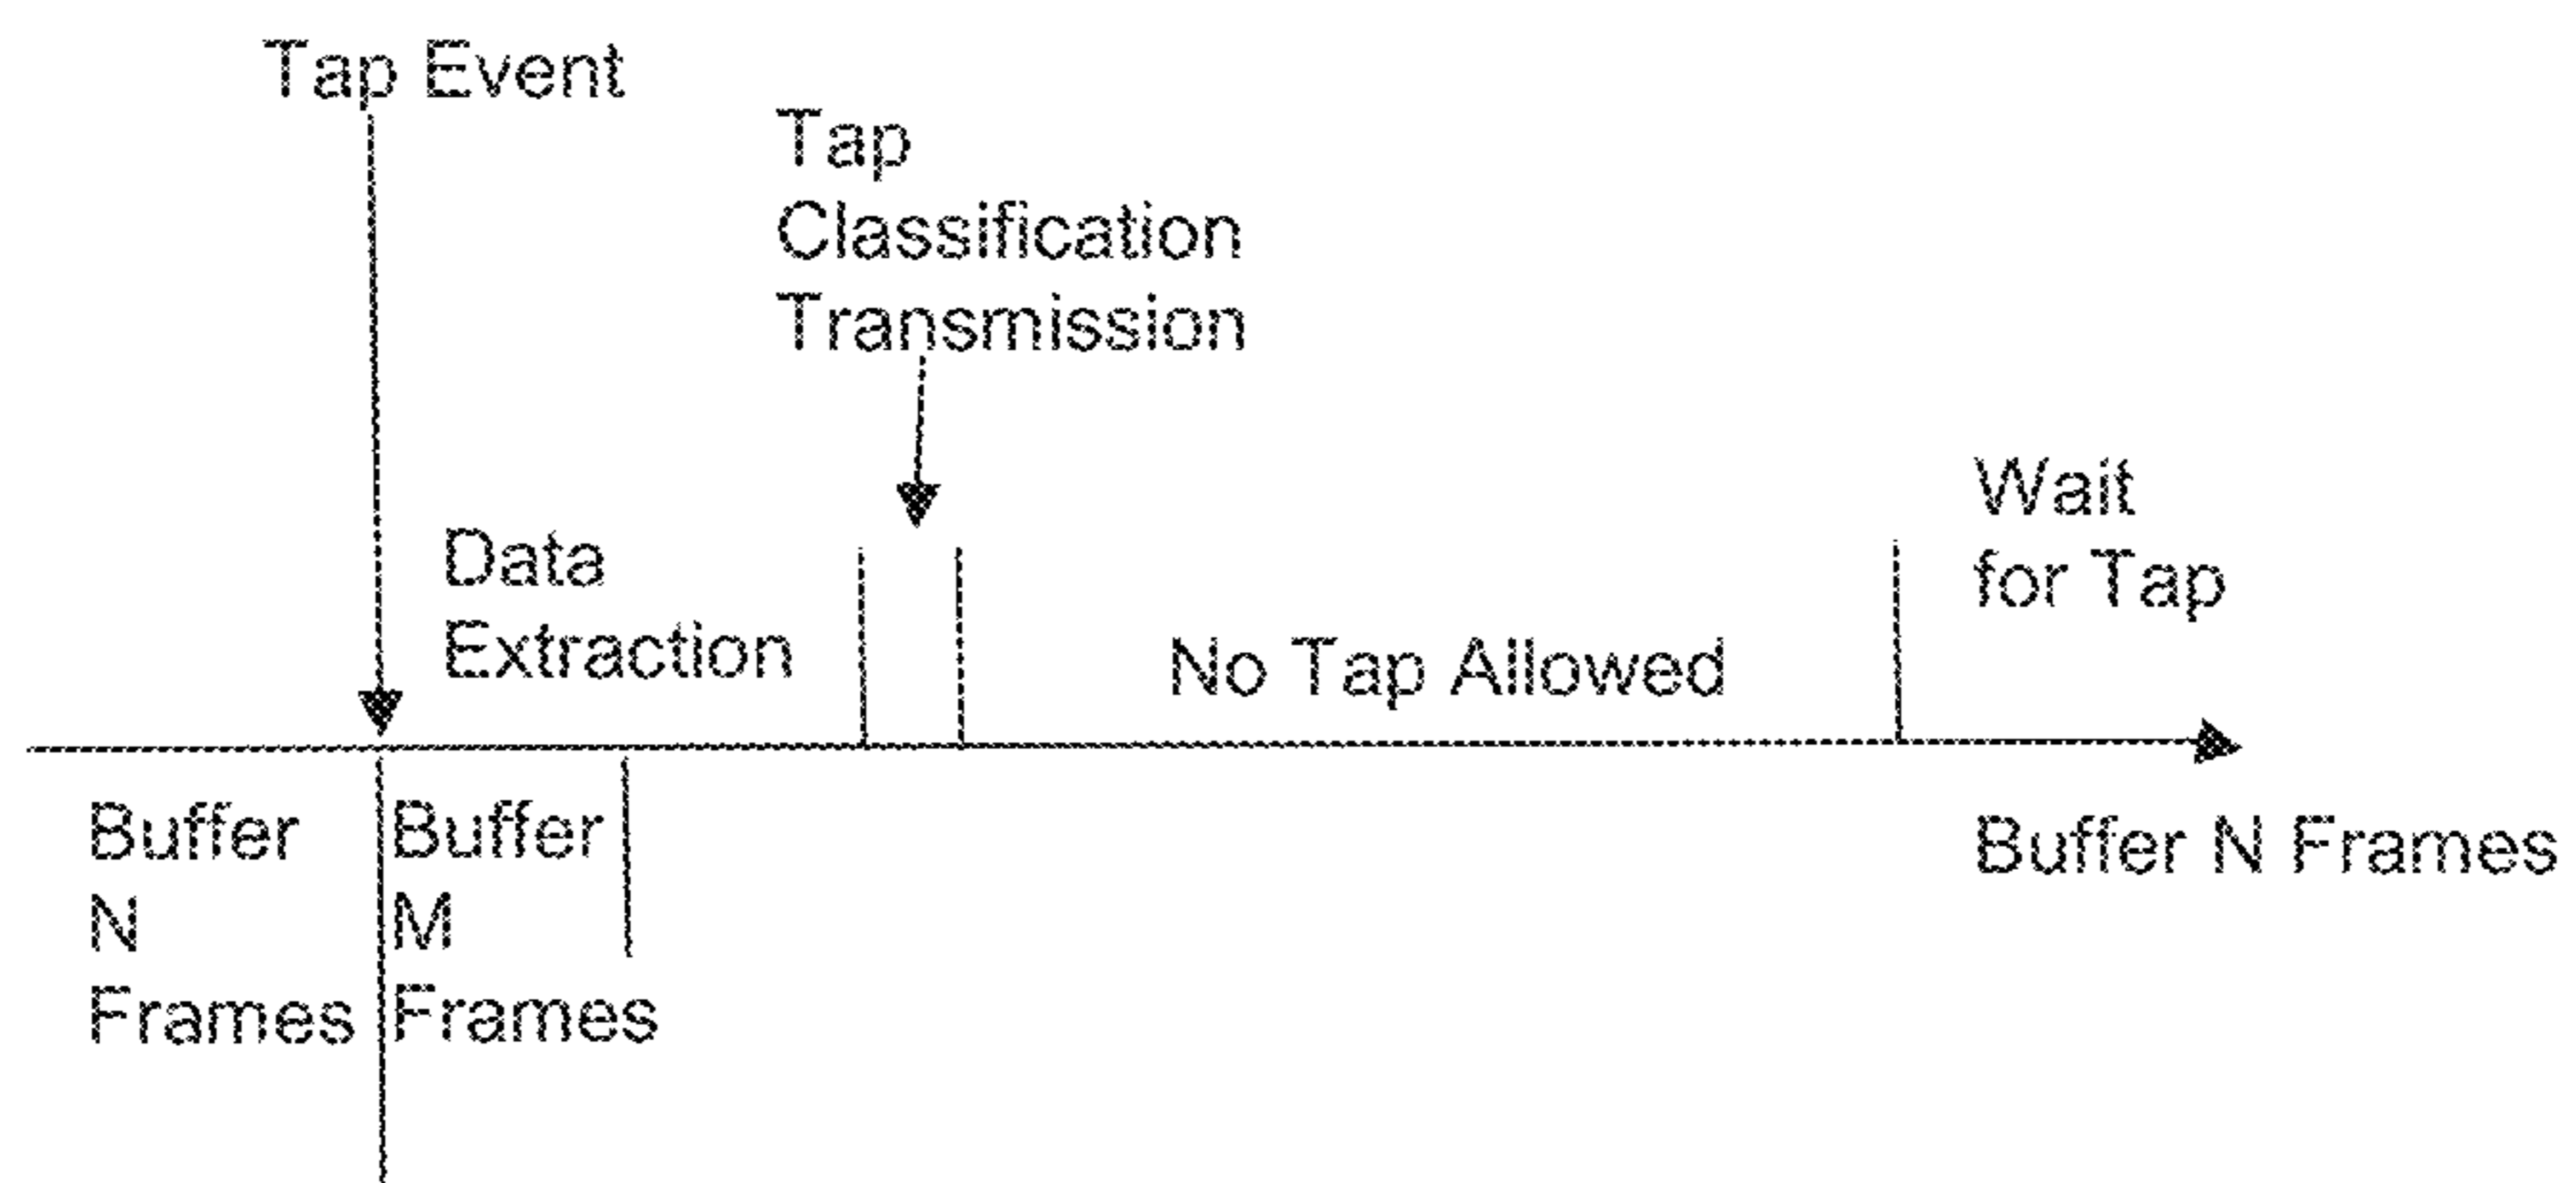 Tap Event
Tap
Classification
Transmission
Data
Extraction
No Tap Allowed
Wait
for Tap
Buffer
N
Frames
Buffer
M
Frames
Buffer N Frames